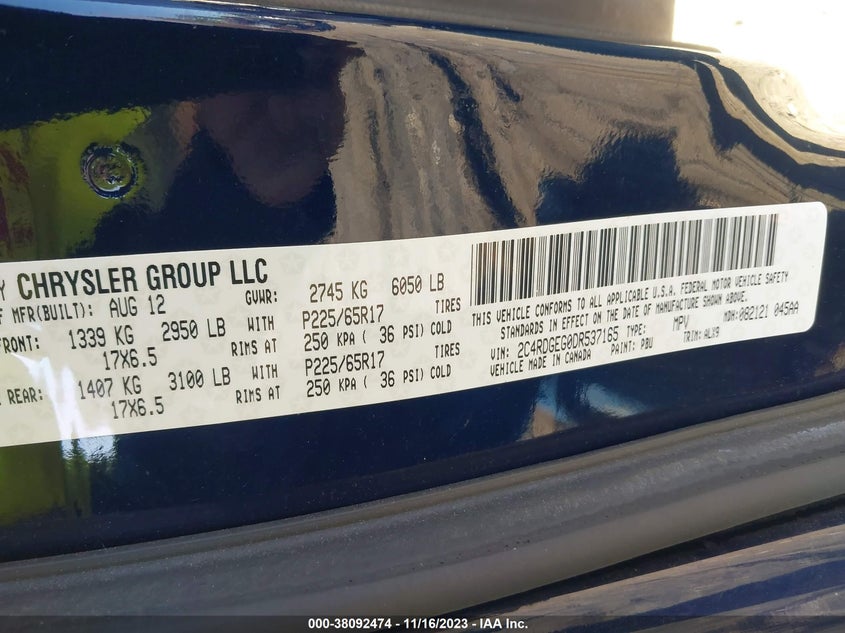 Y CHRYSLER GROUP LLC
F MFR(BUILT): AUG 12 GVWR: 2745 KG 6050 LB
FRONT: 1339 KG 2950 LB WITH P225/65R17 TIRES
17X6.5 RIMS AT 250 KPA ( 36 PSI) COLD
REAR: 1407 KG 3100 LB WITH P225/65R17 TIRES
17X6.5 RIMS AT 250 KPA ( 36 PSI) COLD
THIS VEHICLE CONFORMS TO ALL APPLICABLE U.S.A. FEDERAL MOTOR VEHICLE SAFETY
STANDARDS IN EFFECT ON THE DATE OF MANUFACTURE SHOWN ABOVE.
VIN: 2C4RDGEG0DR537165 TYPE: MPV MDH: 082121 045AA
VEHICLE MADE IN CANADA PAINT: PBU TRIM: ALX9
000-38092474 - 11/16/2023 - IAA Inc.